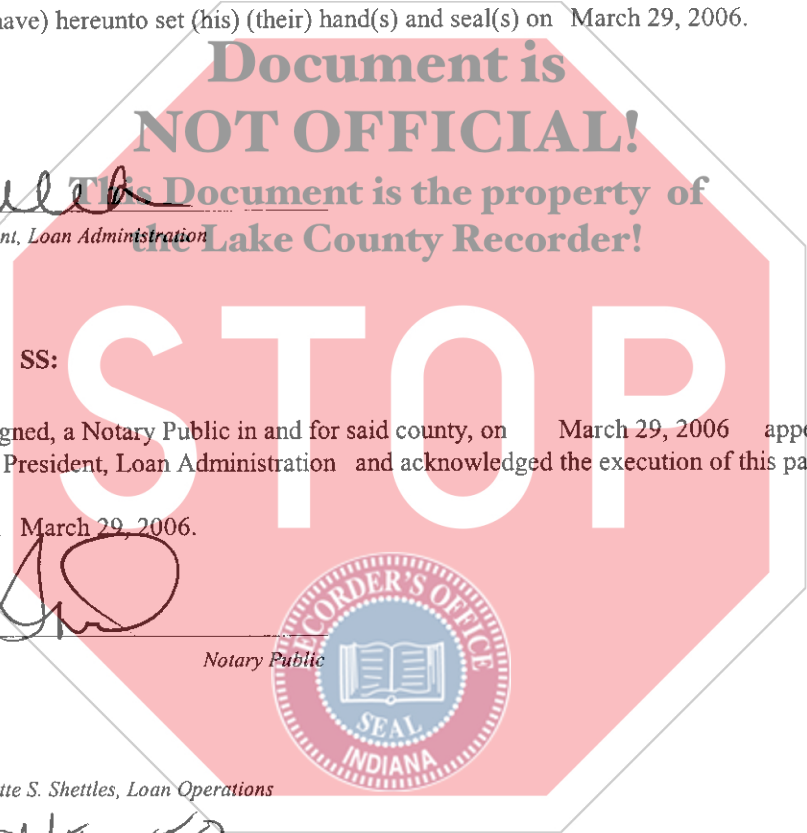 have) hereunto set (his) (their) hand(s) and seal(s) on March 29, 2006.
Document is
NOT OFFICIAL!
This Document is the property of
nt, Loan Administration
the Lake County Recorder!
STOP
SS:
gned, a Notary Public in and for said county, on March 29, 2006 appe
President, Loan Administration and acknowledged the execution of this pa
March 29, 2006.
RECORDER'S OFFICE
Notary Public
SEAL
INDIANA
tte S. Shettles, Loan Operations